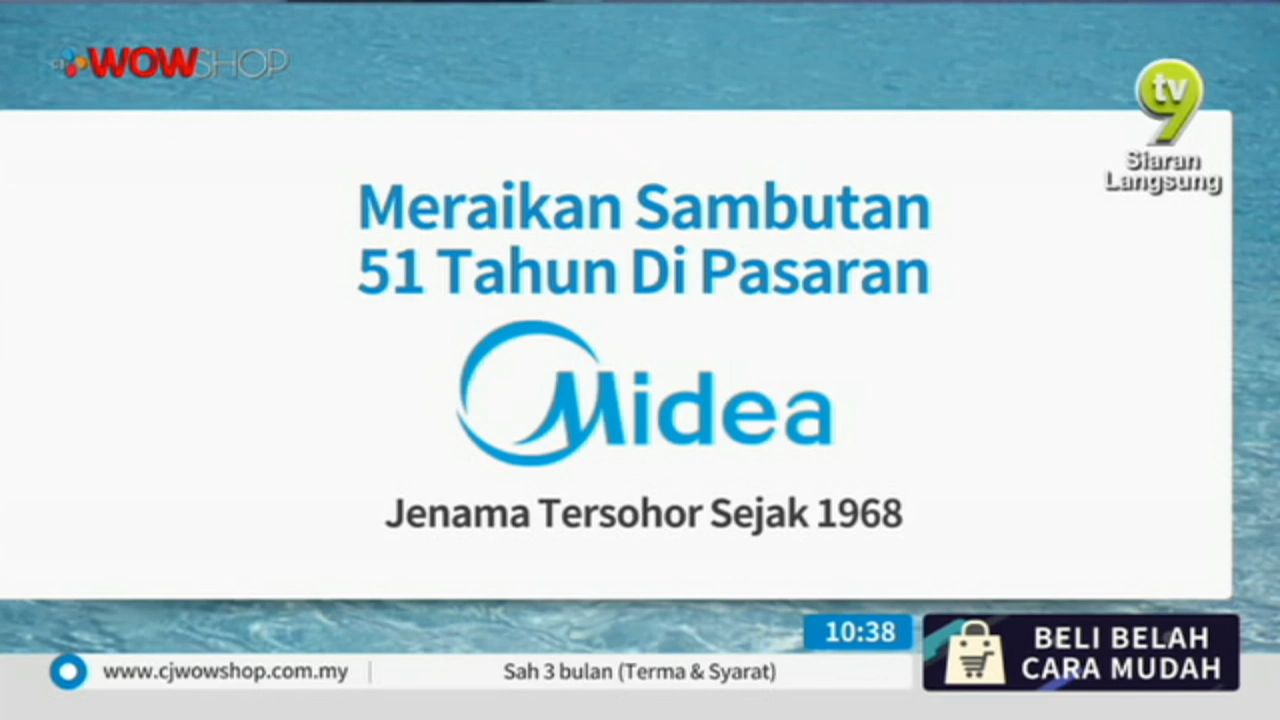 CJ WOWSHOP
tv9
Siaran
Langsung
Meraikan Sambutan
51 Tahun Di Pasaran
Midea
Jenama Tersohor Sejak 1968
10:38
BELI BELAH
CARA MUDAH
www.cjwowshop.com.my
Sah 3 bulan (Terma & Syarat)